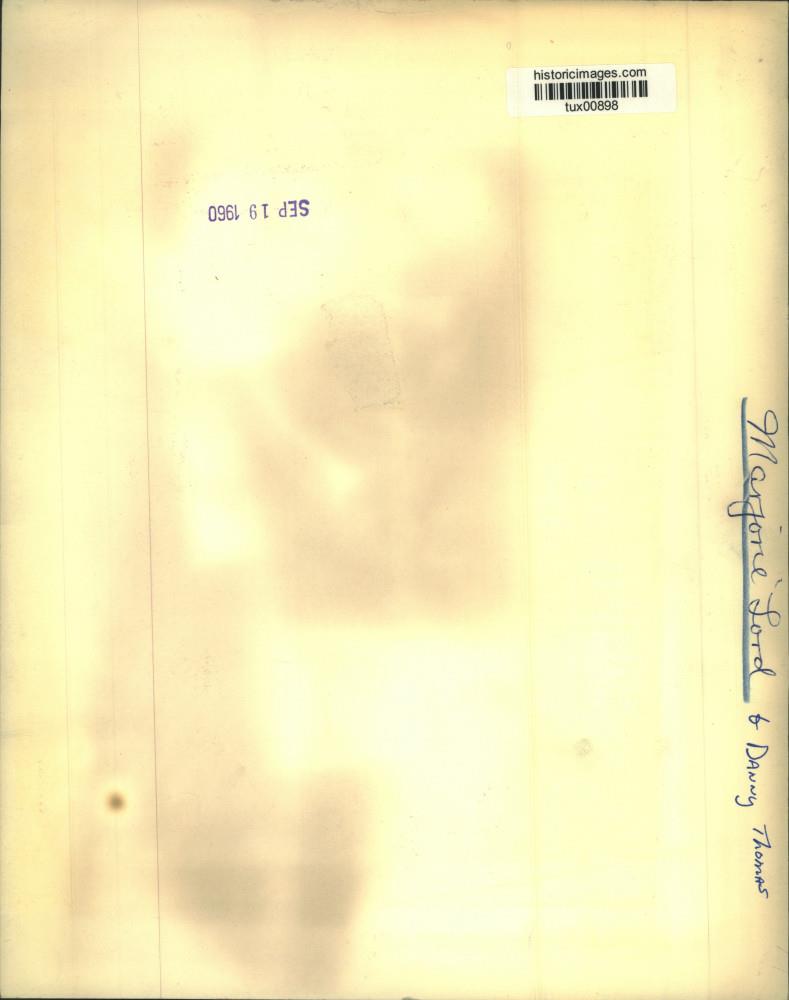 historicimages.com
tux00898
SEP 19 1960
Marjorie Lord & DANNY THOMAS